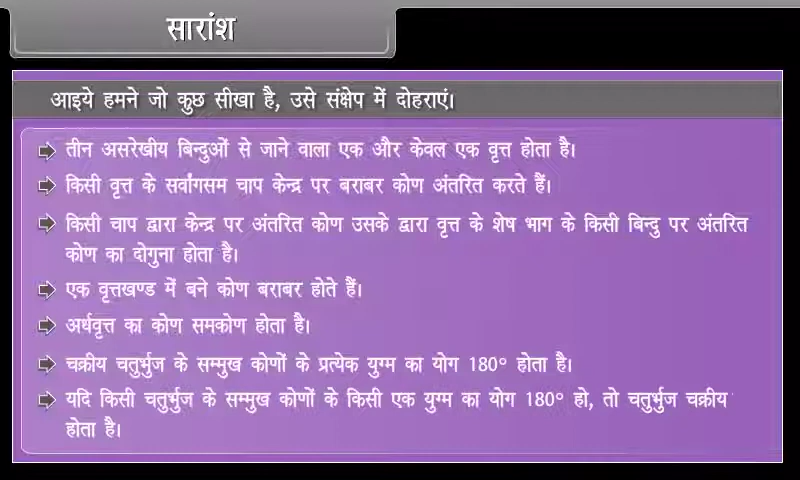 सारांश
आइये हमने जो कुछ सीखा है, उसे संक्षेप में दोहराएं।
तीन असरेखीय बिन्दुओं से जाने वाला एक और केवल एक वृत्त होता है।
किसी वृत्त के सर्वांगसम चाप केन्द्र पर बराबर कोण अंतरित करते हैं।
किसी चाप द्वारा केन्द्र पर अंतरित कोण उसके द्वारा वृत्त के शेष भाग के किसी बिन्दु पर अंतरित
कोण का दोगुना होता है।
एक वृत्तखण्ड में बने कोण बराबर होते हैं।
अर्धवृत्त का कोण समकोण होता है।
चक्रीय चतुर्भुज के सम्मुख कोणों के प्रत्येक युग्म का योग 180° होता है।
यदि किसी चतुर्भुज के सम्मुख कोणों के किसी एक युग्म का योग 180° हो, तो चतुर्भुज चक्रीय
होता है।